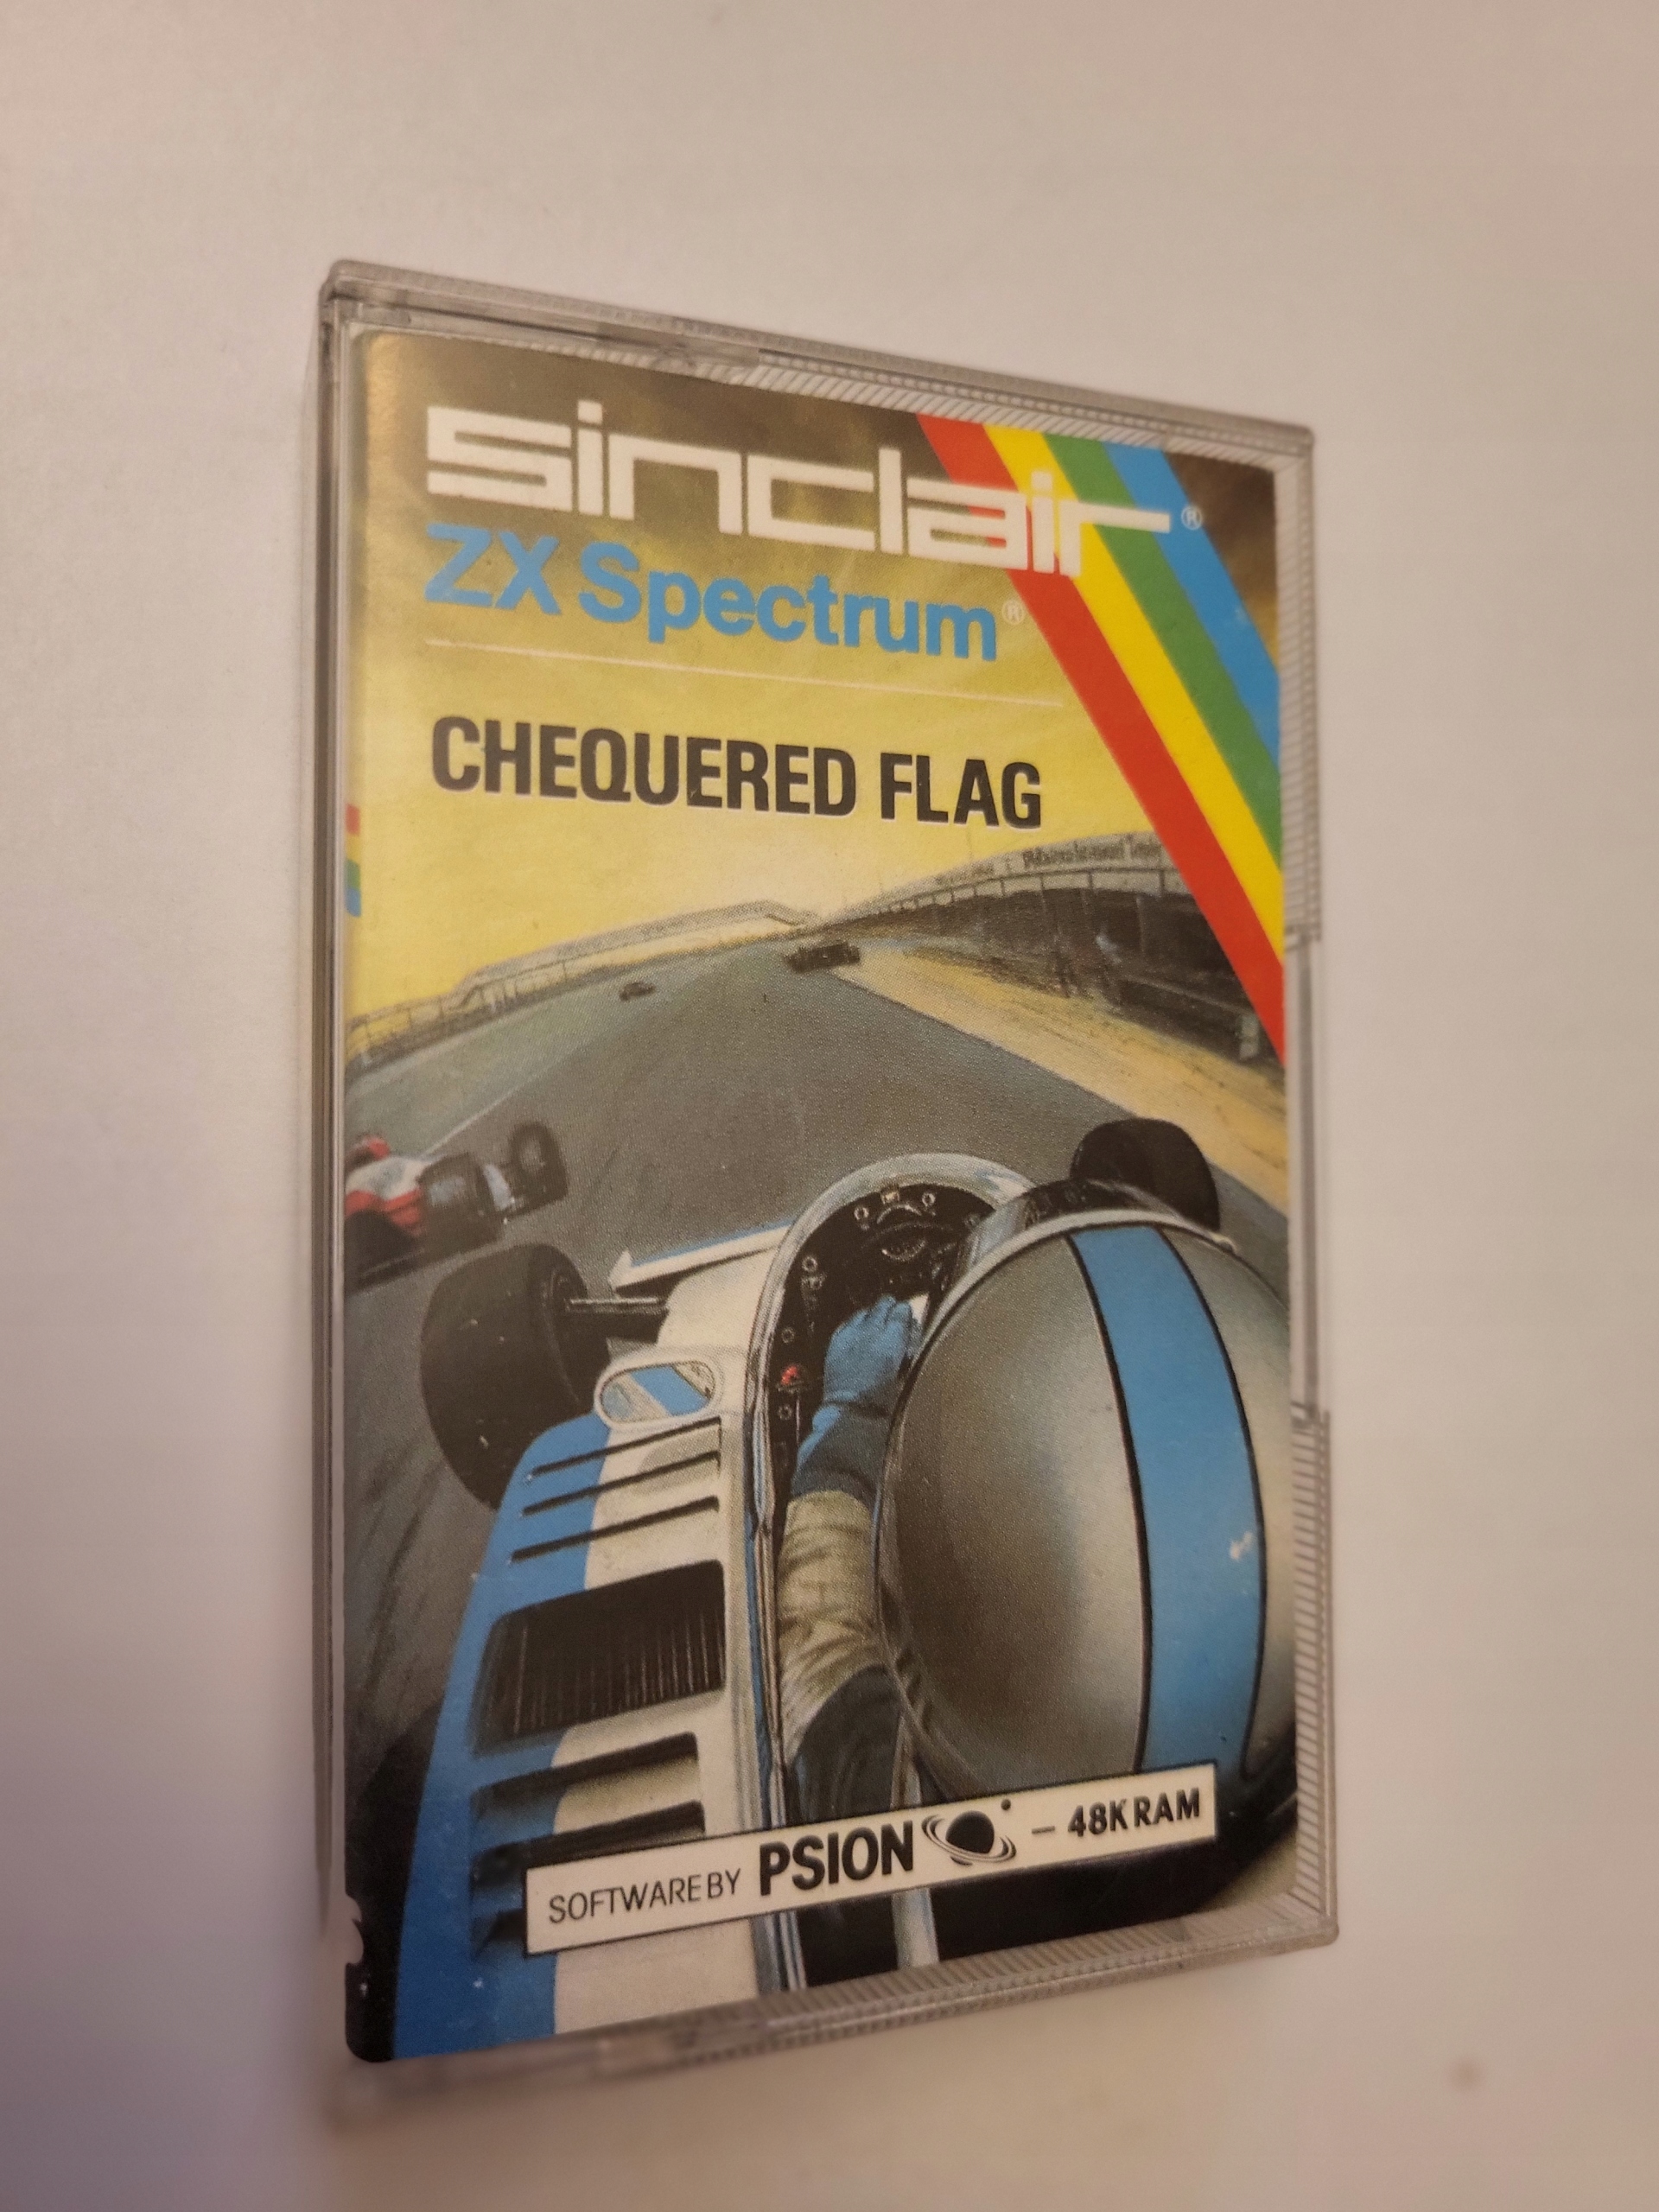 sinclair®
ZX Spectrum®
CHEQUERED FLAG
SOFTWARE BY PSION – 48K RAM